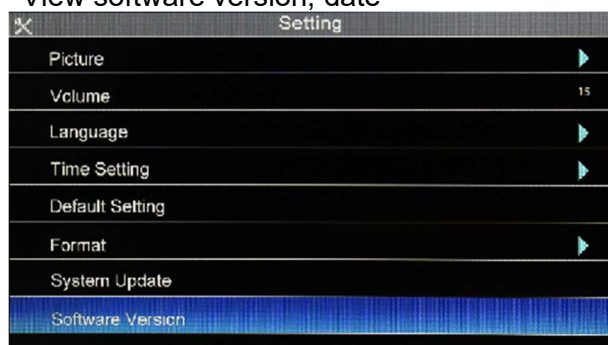 View software version, date
Setting
Picture
Volume 15
Language
Time Setting
Default Setting
Format
System Update
Software Version